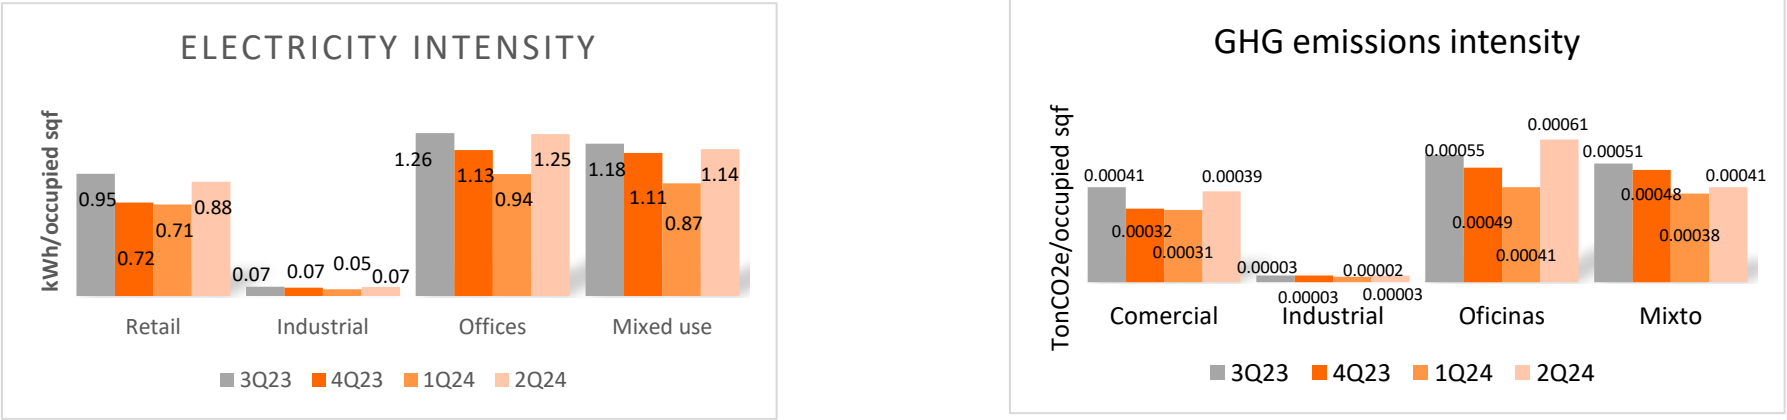 ELECTRICITY INTENSITY
kWh/occupied sqf
0.95
0.72
0.71
0.88
0.07
0.07
0.05
0.07
1.26
1.13
0.94
1.25
1.18
1.11
0.87
1.14
Retail
Industrial
Offices
Mixed use
3Q23
4Q23
1Q24
2Q24
GHG emissions intensity
TonCO2e/occupied sqf
0.00041
0.00032
0.00031
0.00039
0.00003
0.00003
0.00002
0.00003
0.00055
0.00049
0.00041
0.00061
0.00051
0.00048
0.00038
0.00041
Comercial
Industrial
Oficinas
Mixto
3Q23
4Q23
1Q24
2Q24